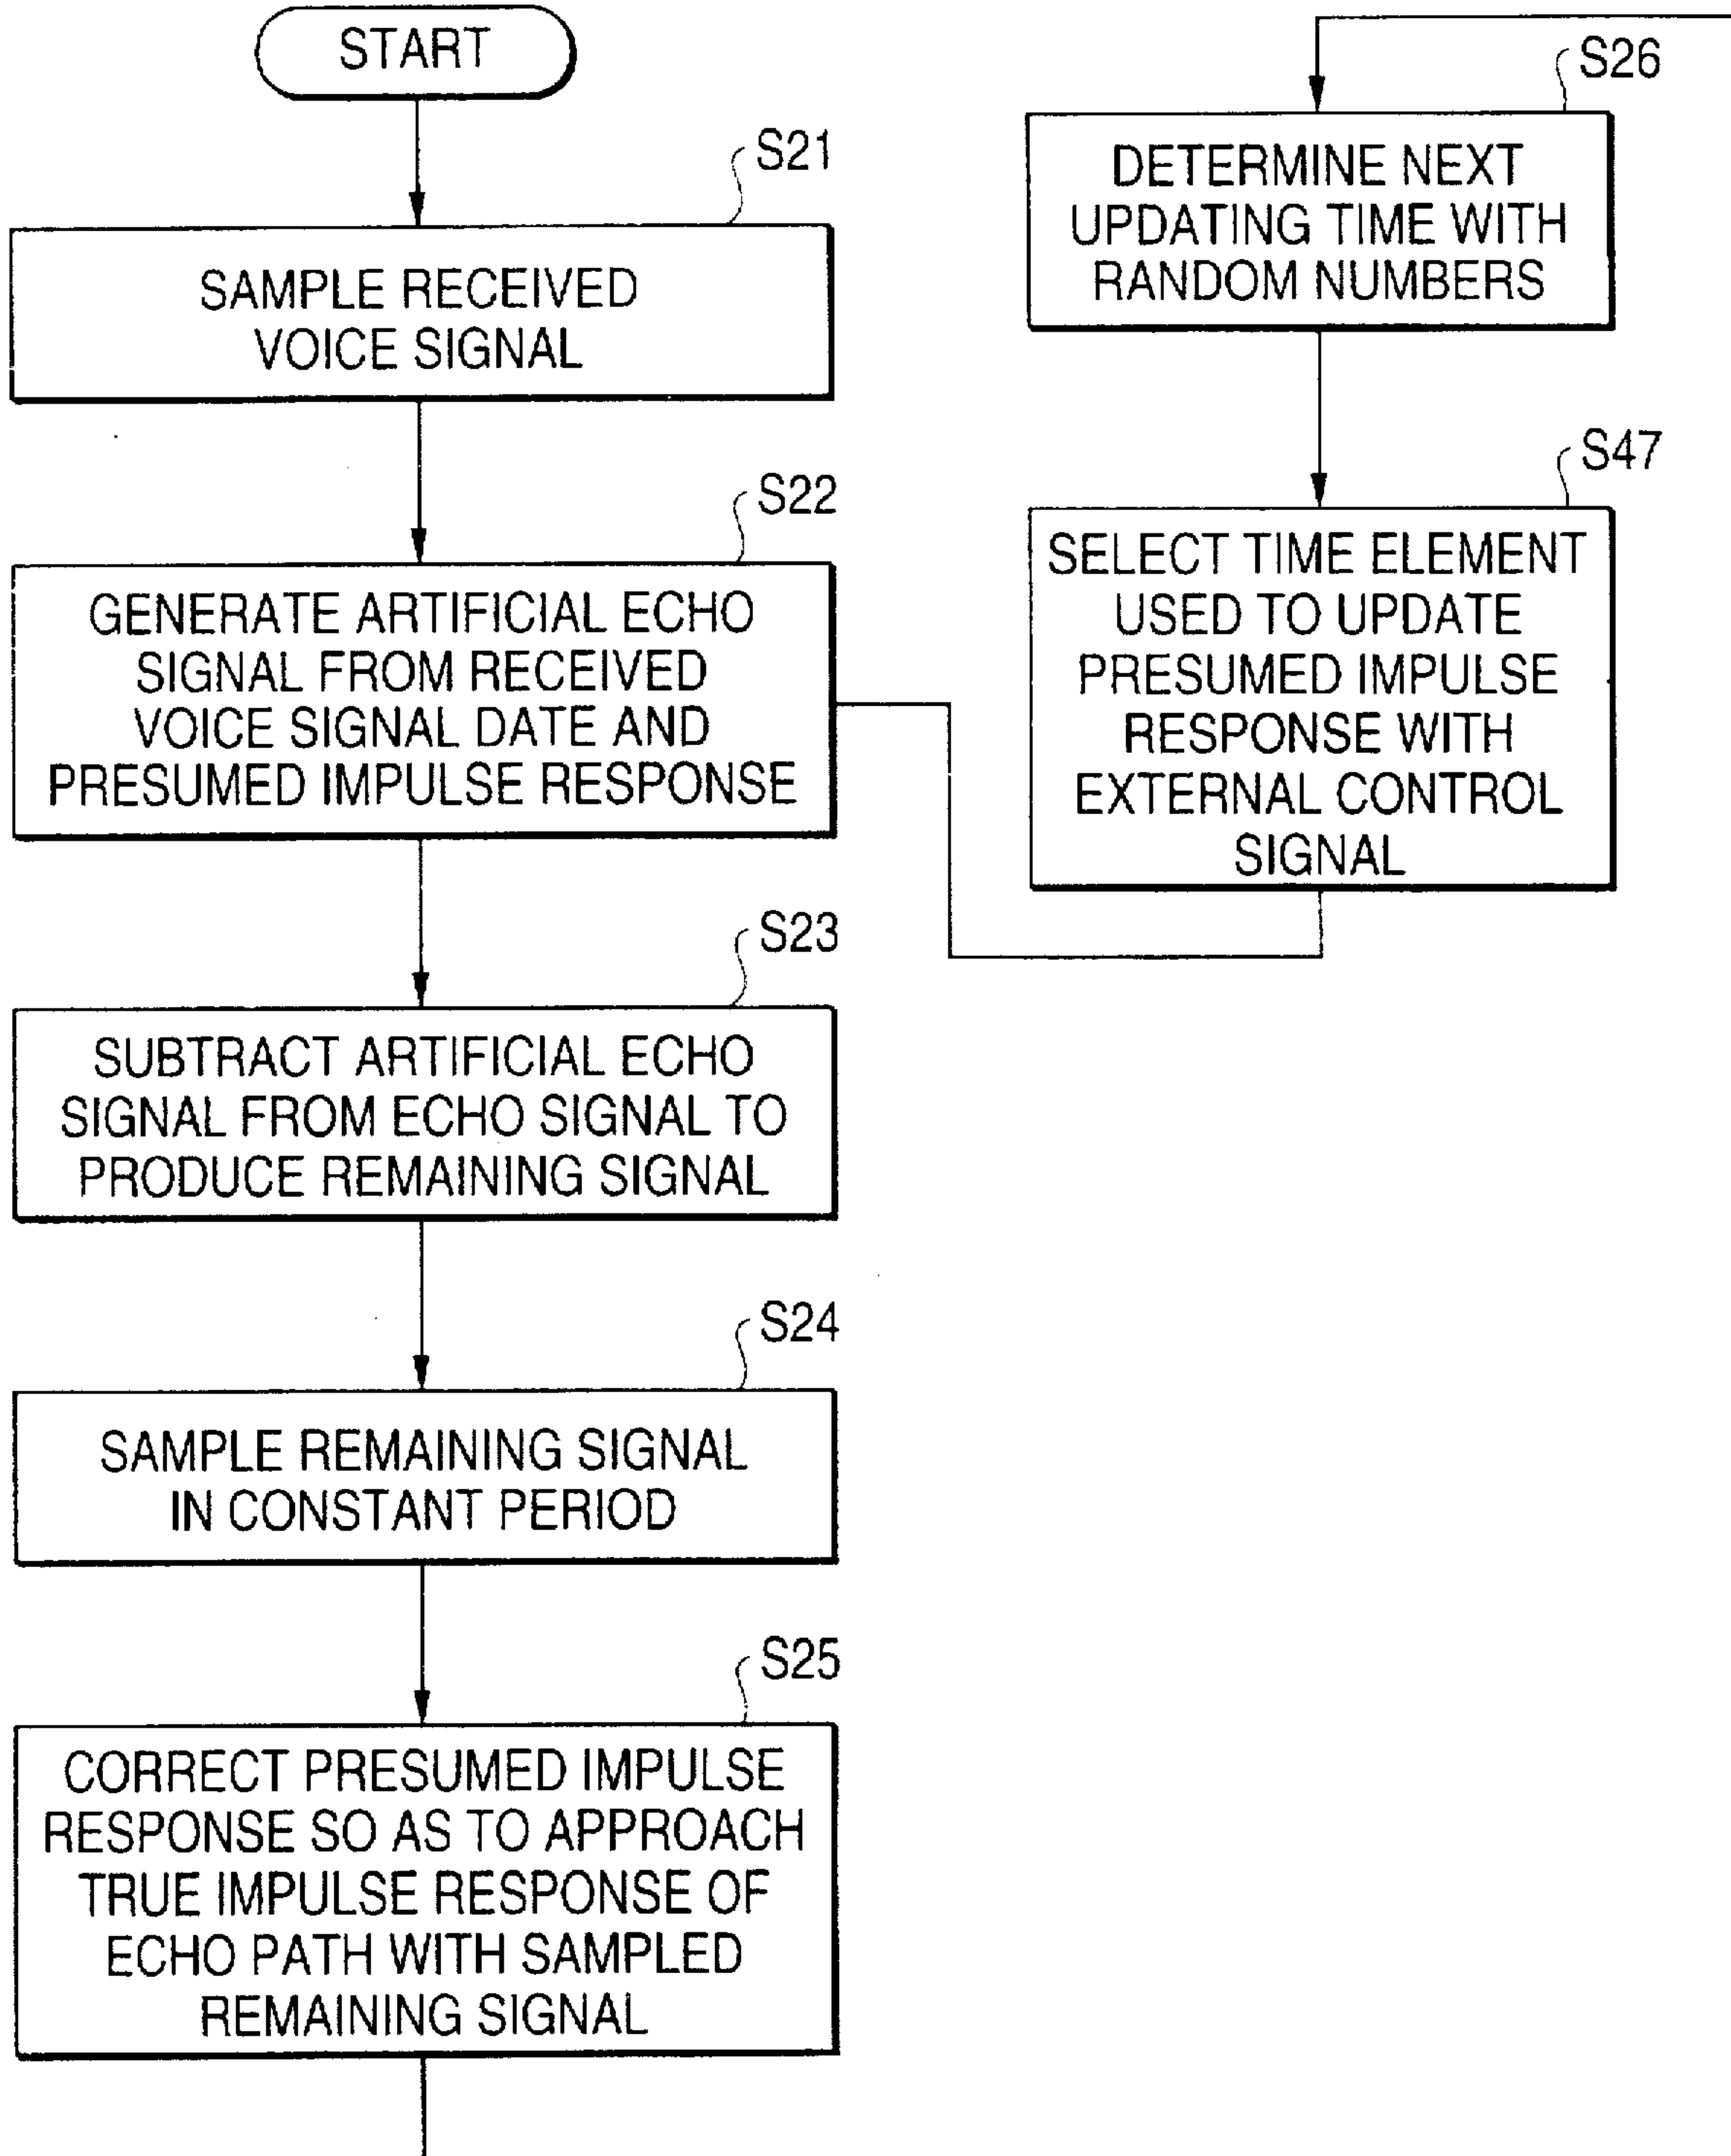 START
S21
SAMPLE RECEIVED
VOICE SIGNAL
S22
GENERATE ARTIFICIAL ECHO
SIGNAL FROM RECEIVED
VOICE SIGNAL DATE AND
PRESUMED IMPULSE RESPONSE
S23
SUBTRACT ARTIFICIAL ECHO
SIGNAL FROM ECHO SIGNAL TO
PRODUCE REMAINING SIGNAL
S24
SAMPLE REMAINING SIGNAL
IN CONSTANT PERIOD
S25
CORRECT PRESUMED IMPULSE
RESPONSE SO AS TO APPROACH
TRUE IMPULSE RESPONSE OF
ECHO PATH WITH SAMPLED
REMAINING SIGNAL
S26
DETERMINE NEXT
UPDATING TIME WITH
RANDOM NUMBERS
S47
SELECT TIME ELEMENT
USED TO UPDATE
PRESUMED IMPULSE
RESPONSE WITH
EXTERNAL CONTROL
SIGNAL